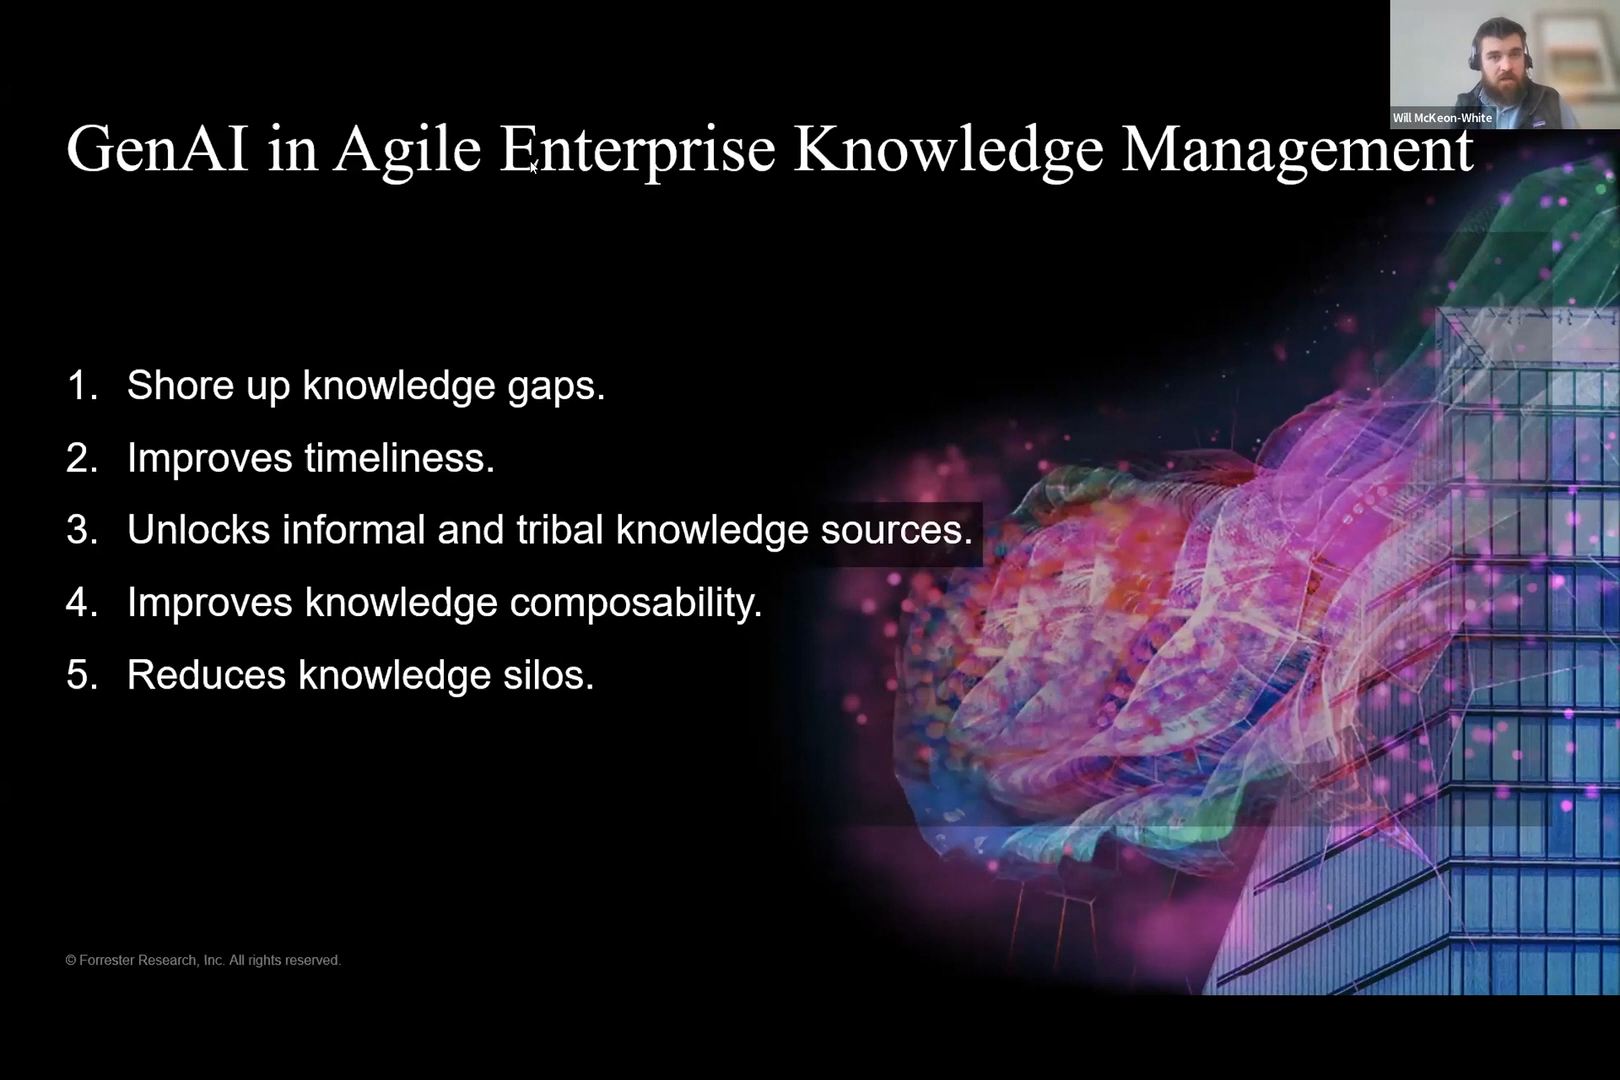 Will McKeon-White
GenAI in Agile Enterprise Knowledge Management
1. Shore up knowledge gaps.
2. Improves timeliness.
3. Unlocks informal and tribal knowledge sources.
4. Improves knowledge composability.
5. Reduces knowledge silos.
© Forrester Research, Inc. All rights reserved.